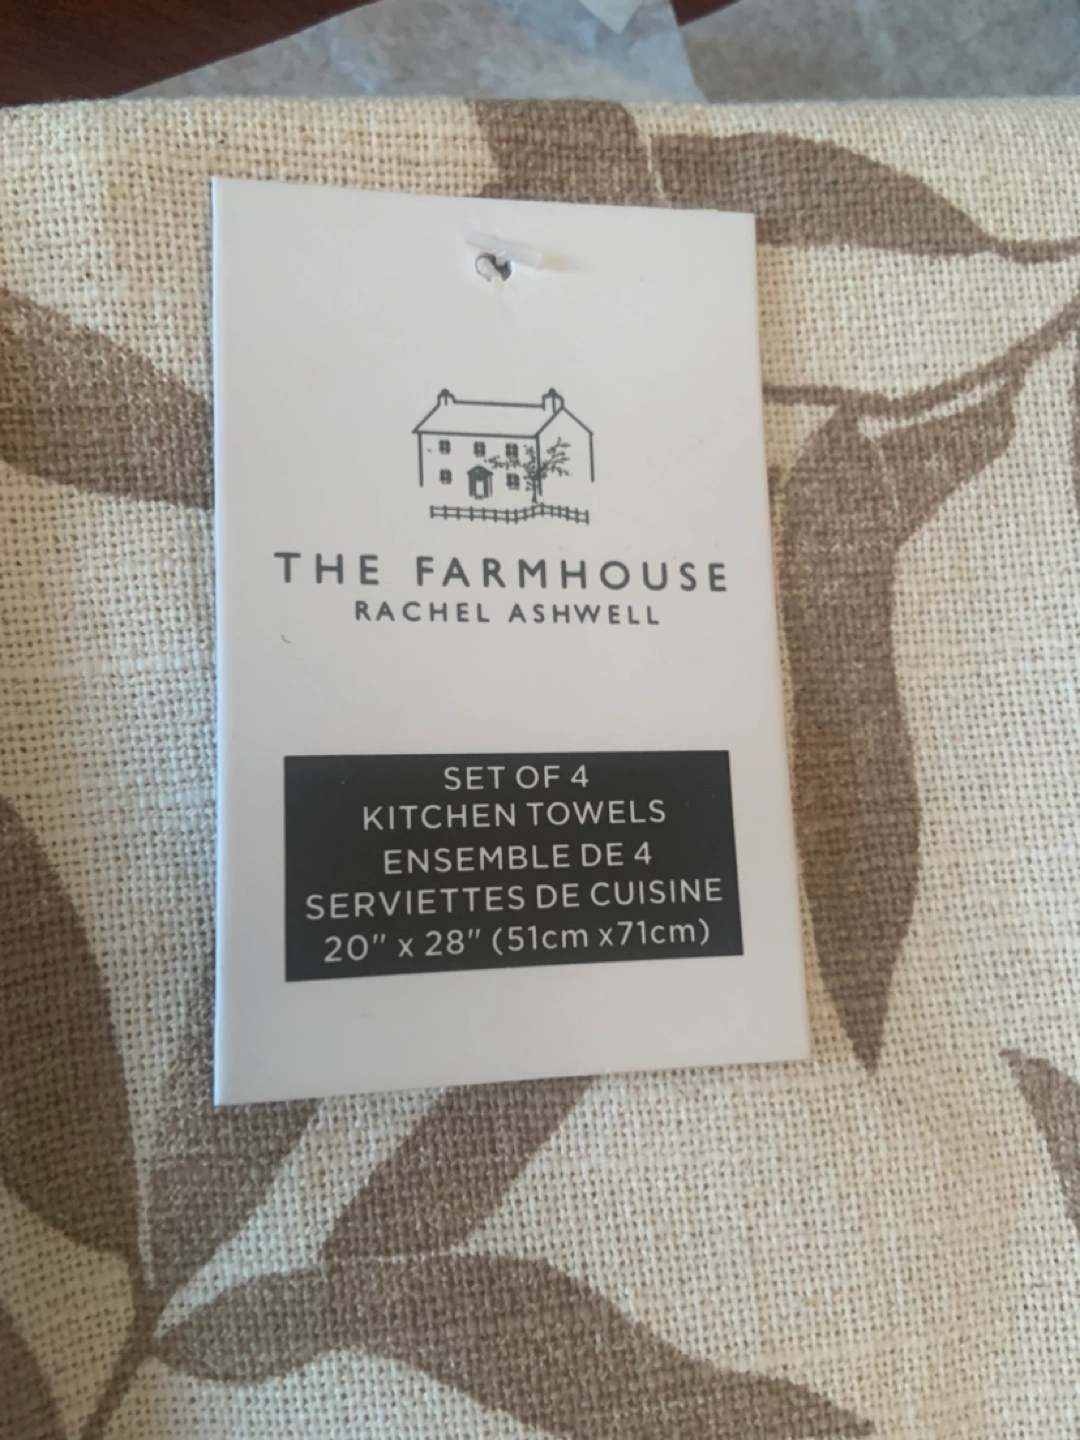 THE FARMHOUSE
RACHEL ASHWELL
SET OF 4
KITCHEN TOWELS
ENSEMBLE DE 4
SERVIETTES DE CUISINE
20" x 28" (51cm x71cm)